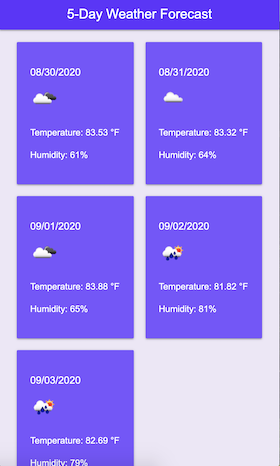 5-Day Weather Forecast
08/30/2020
Temperature: 83.53 °F
Humidity: 61%
08/31/2020
Temperature: 83.32 °F
Humidity: 64%
09/01/2020
Temperature: 83.88 °F
Humidity: 65%
09/02/2020
Temperature: 81.82 °F
Humidity: 81%
09/03/2020
Temperature: 82.69 °F
Humidity: 79%